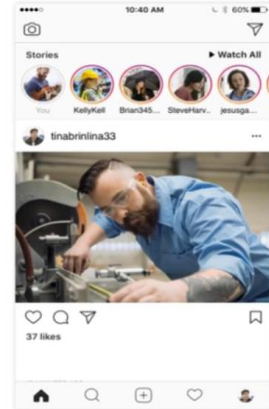 10:40 AM 60%
Stories ▶ Watch All
You KellyKell Brian345... SteveHarv.. jesusga...
tinabrinlina33 ...
37 likes